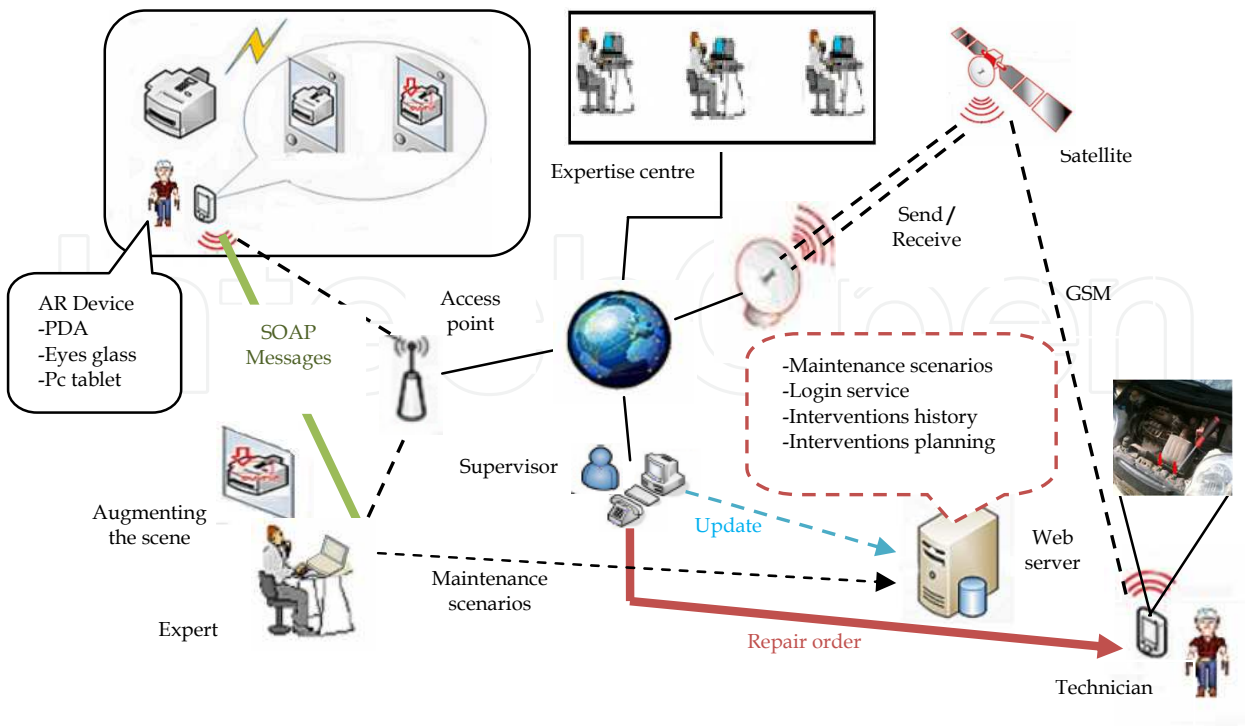 Expertise centre
Satellite
Send /
Receive
GSM
AR Device
-PDA
-Eyes glass
-Pc tablet
SOAP
Messages
Access
point
-Maintenance scenarios
-Login service
-Interventions history
-Interventions planning
Supervisor
Augmenting
the scene
Update
Web
server
Maintenance
scenarios
Expert
Repair order
Technician